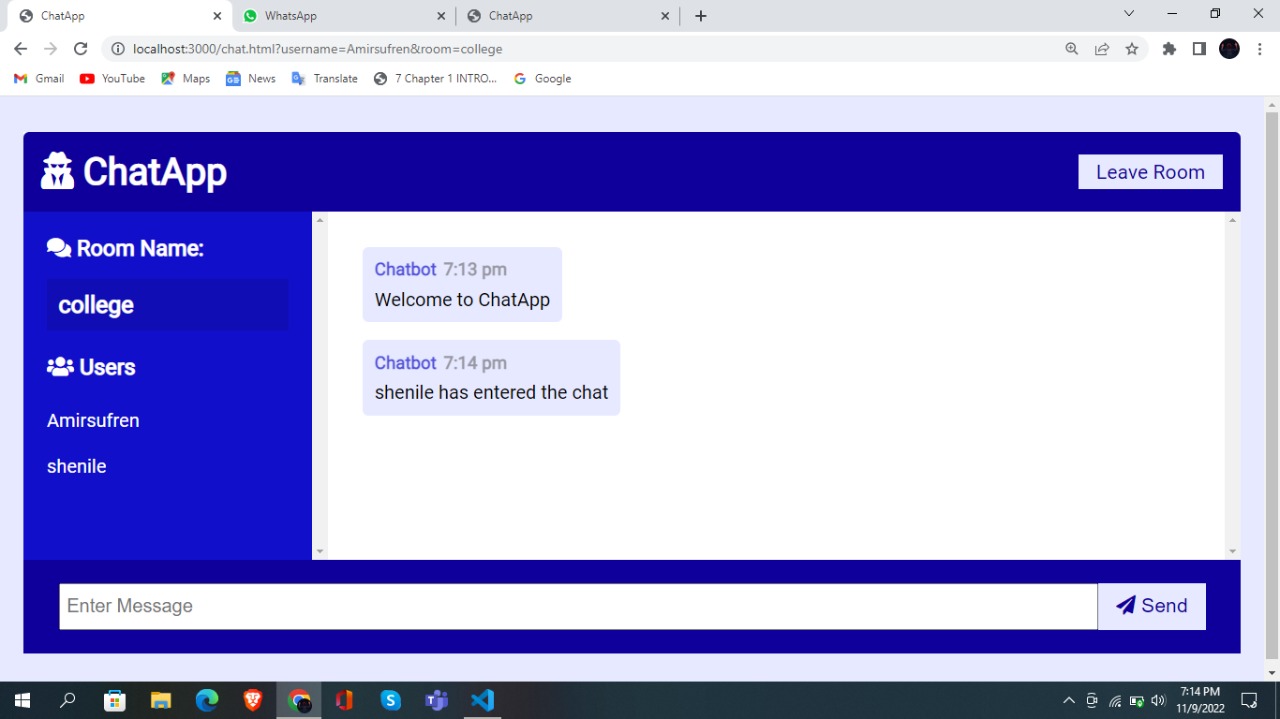 ChatApp
WhatsApp
ChatApp
localhost:3000/chat.html?username=Amirsufren&room=college
Gmail
YouTube
Maps
News
Translate
7 Chapter 1 INTRO...
Google
ChatApp
Leave Room
Room Name:
college
Users
Amirsufren
shenile
Chatbot 7:13 pm
Welcome to ChatApp
Chatbot 7:14 pm
shenile has entered the chat
Enter Message
Send
7:14 PM
11/9/2022